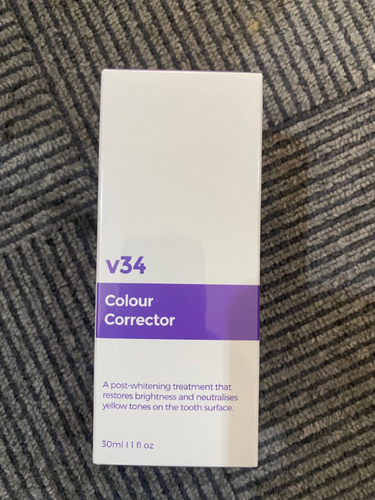 v34
Colour
Corrector
A post-whitening treatment that
restores brightness and neutralises
yellow tones on the tooth surface.
30ml | 1 fl oz